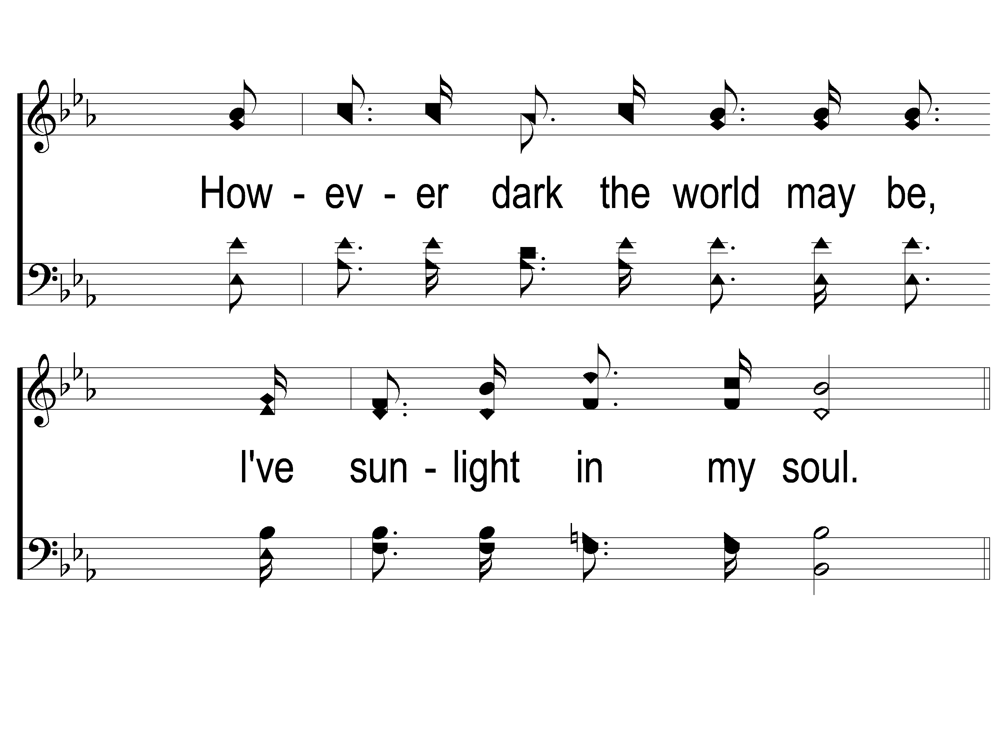 How - ev - er dark the world may be,
I've sun - light in my soul.